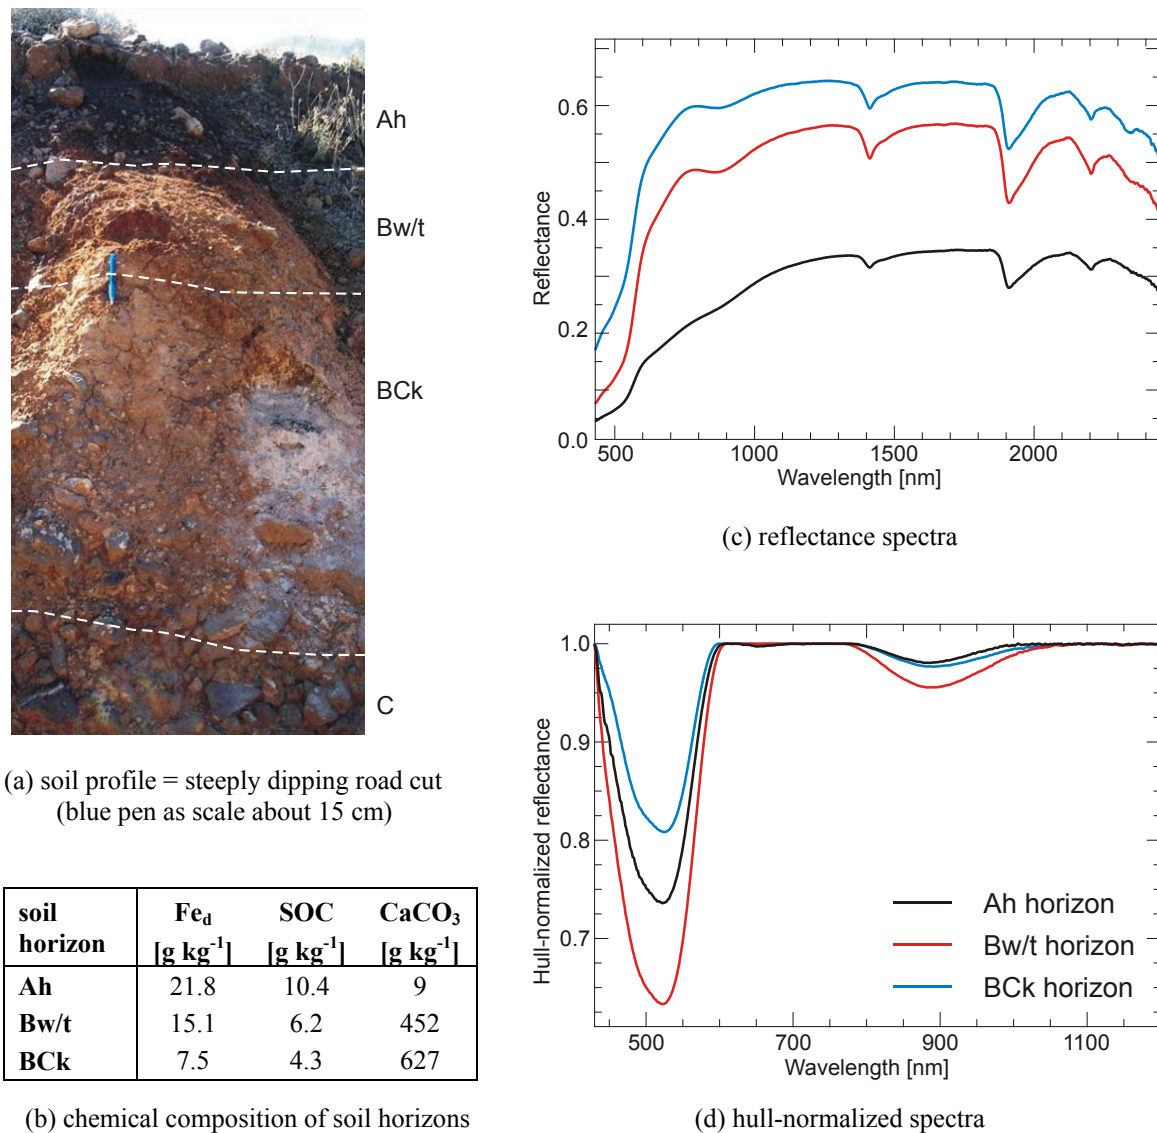 Ah
Bw/t
BCk
C
(a) soil profile = steeply dipping road cut
(blue pen as scale about 15 cm)
soil horizon Fed [g kg-1] SOC [g kg-1] CaCO3 [g kg-1]
Ah 21.8 10.4 9
Bw/t 15.1 6.2 452
BCk 7.5 4.3 627
(b) chemical composition of soil horizons
Reflectance
0.6
0.4
0.2
0.0
500 1000 1500 2000
Wavelength [nm]
(c) reflectance spectra
Hull-normalized reflectance
1.0
0.9
0.8
0.7
Ah horizon
Bw/t horizon
BCk horizon
500 700 900 1100
Wavelength [nm]
(d) hull-normalized spectra